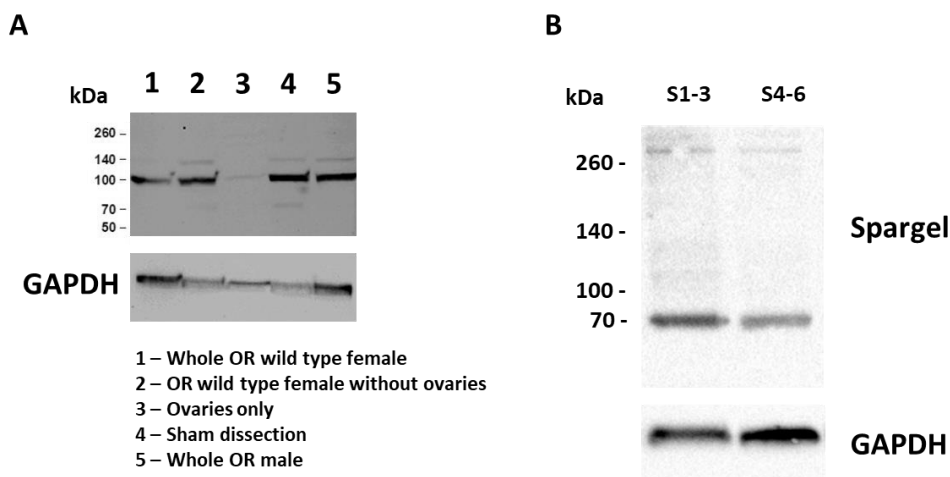 A
kDa
1 2 3 4 5
260 –
140 –
100 –
70 –
50 –
GAPDH
1 – Whole OR wild type female
2 – OR wild type female without ovaries
3 – Ovaries only
4 – Sham dissection
5 – Whole OR male
B
kDa
S1-3 S4-6
260 -
140 -
100 -
70 -
Spargel
GAPDH